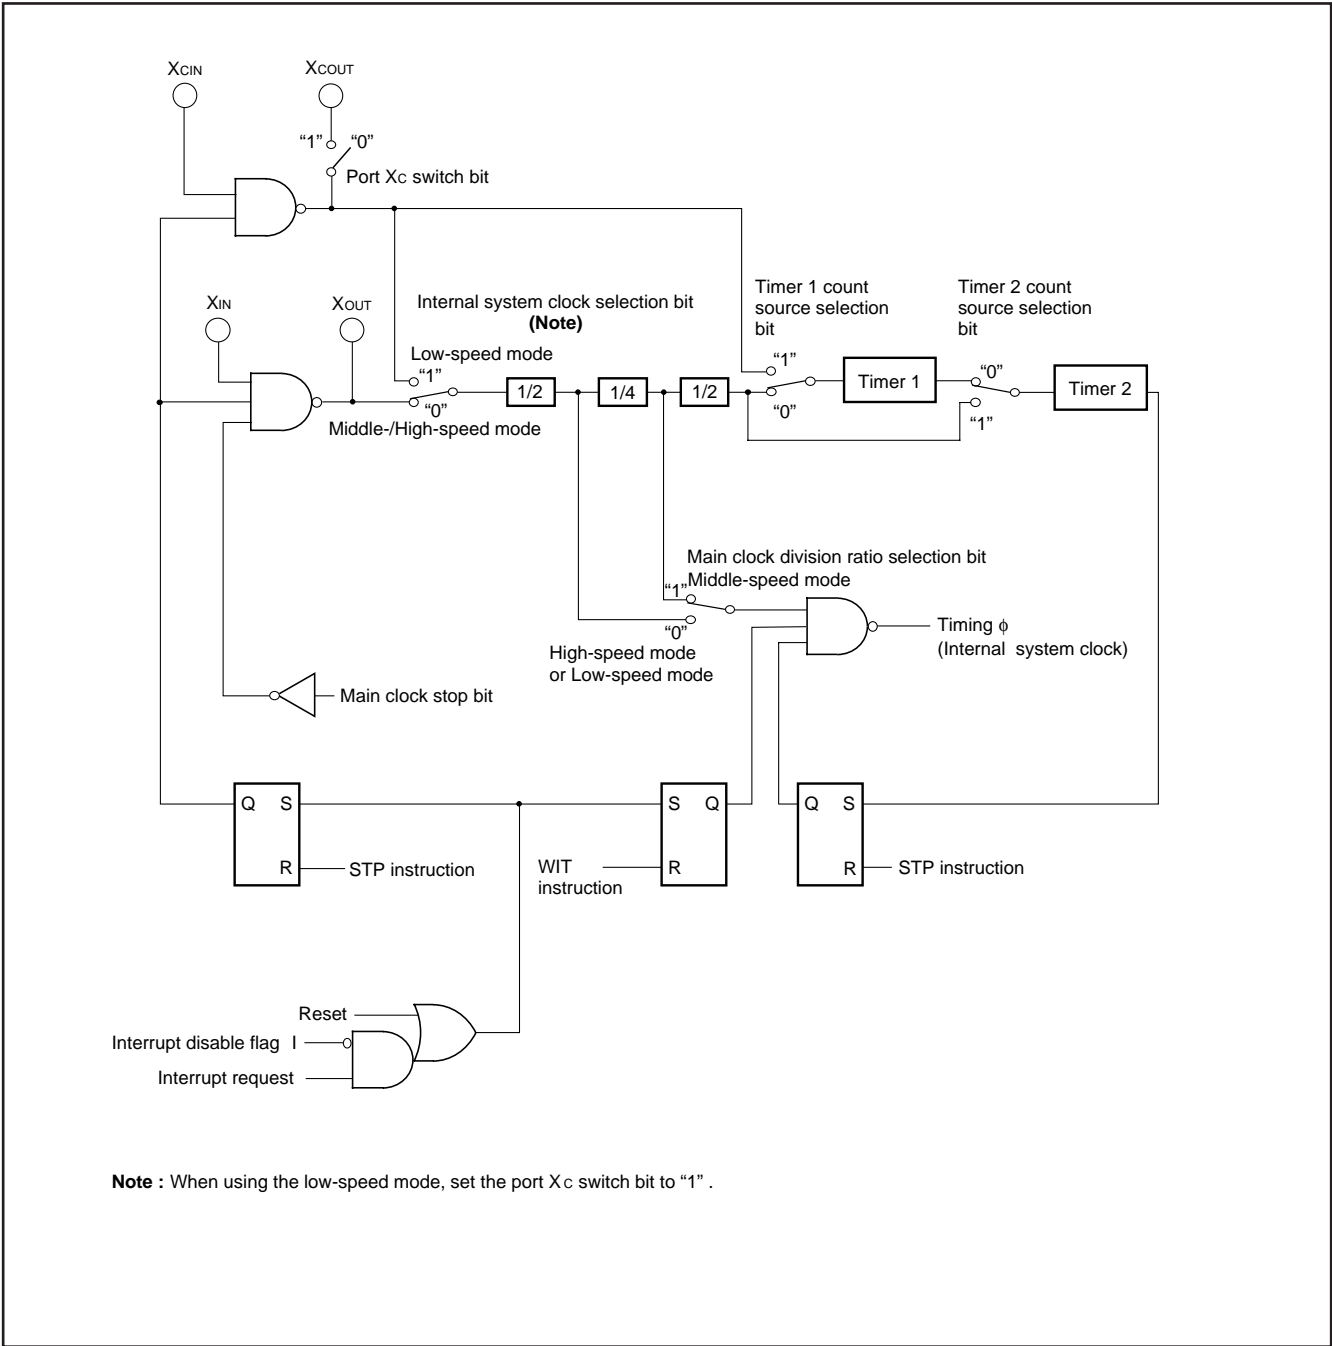 XCIN
XCOUT
“1” “0”
Port XC switch bit
XIN
XOUT
Internal system clock selection bit
(Note)
Low-speed mode
“1”
“0”
Middle-/High-speed mode
1/2
1/4
1/2
Timer 1 count
source selection
bit
“1”
“0”
Timer 1
Timer 2 count
source selection
bit
“0”
“1”
Timer 2
Main clock division ratio selection bit
“1” Middle-speed mode
“0”
High-speed mode
or Low-speed mode
Timing ϕ
(Internal system clock)
Main clock stop bit
Q S
R
STP instruction
S Q
R
WIT
instruction
Q S
R
STP instruction
Reset
Interrupt disable flag I
Interrupt request
Note : When using the low-speed mode, set the port XC switch bit to “1” .